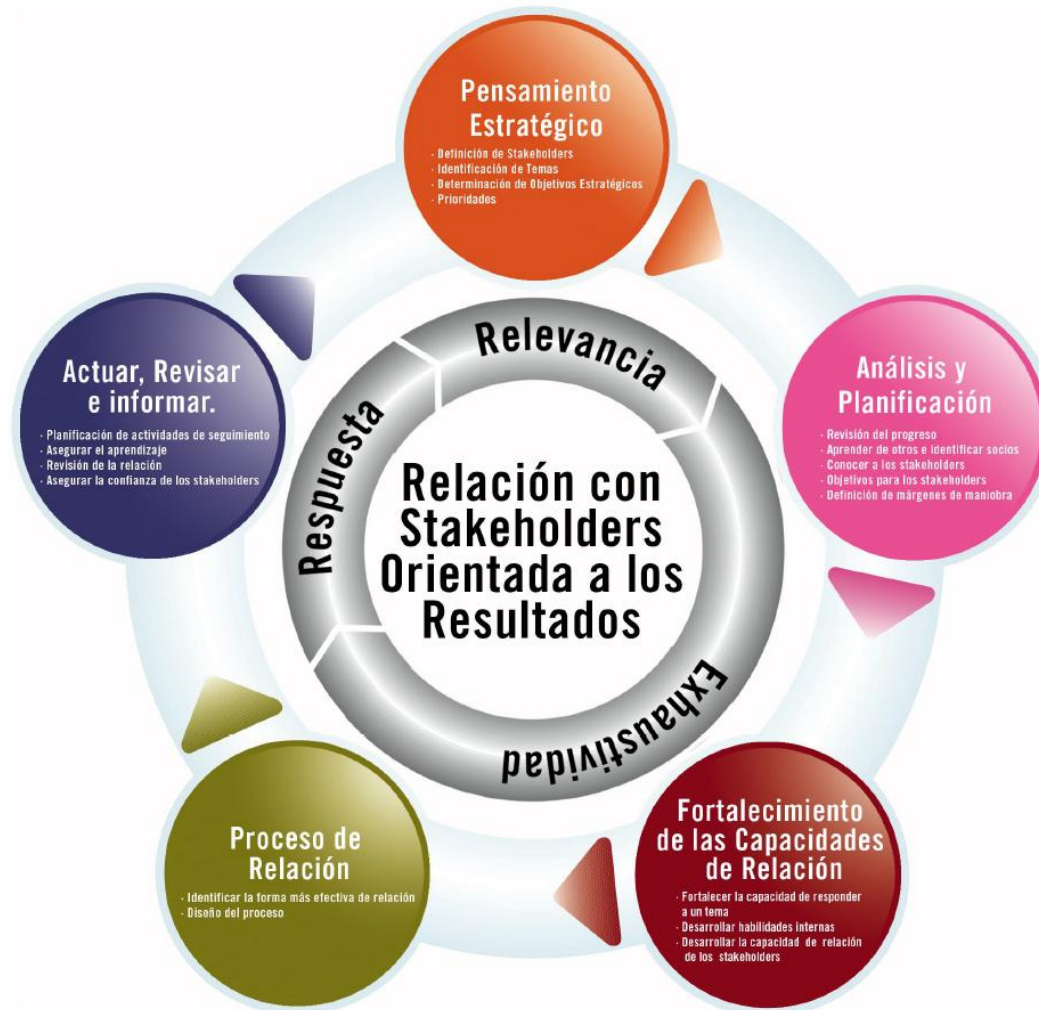 Pensamiento
Estratégico
- Definición de Stakeholders
- Identificación de Temas
- Determinación de Objetivos Estratégicos
- Prioridades
Análisis y
Planificación
- Revisión del progreso
- Aprender de otros e identificar socios
- Conocer a los stakeholders
- Objetivos para los stakeholders
- Definición de márgenes de maniobra
Fortalecimiento
de las Capacidades
de Relación
- Fortalecer la capacidad de responder
a un tema
- Desarrollar habilidades internas
- Desarrollar la capacidad de relación
de los stakeholders
Proceso de
Relación
- Identificar la forma más efectiva de relación
- Diseño del proceso
Actuar, Revisar
e informar.
- Planificación de actividades de seguimiento
- Asegurar el aprendizaje
- Revisión de la relación
- Asegurar la confianza de los stakeholders
Relevancia
Exhaustividad
Respuesta
Relación con
Stakeholders
Orientada a los
Resultados